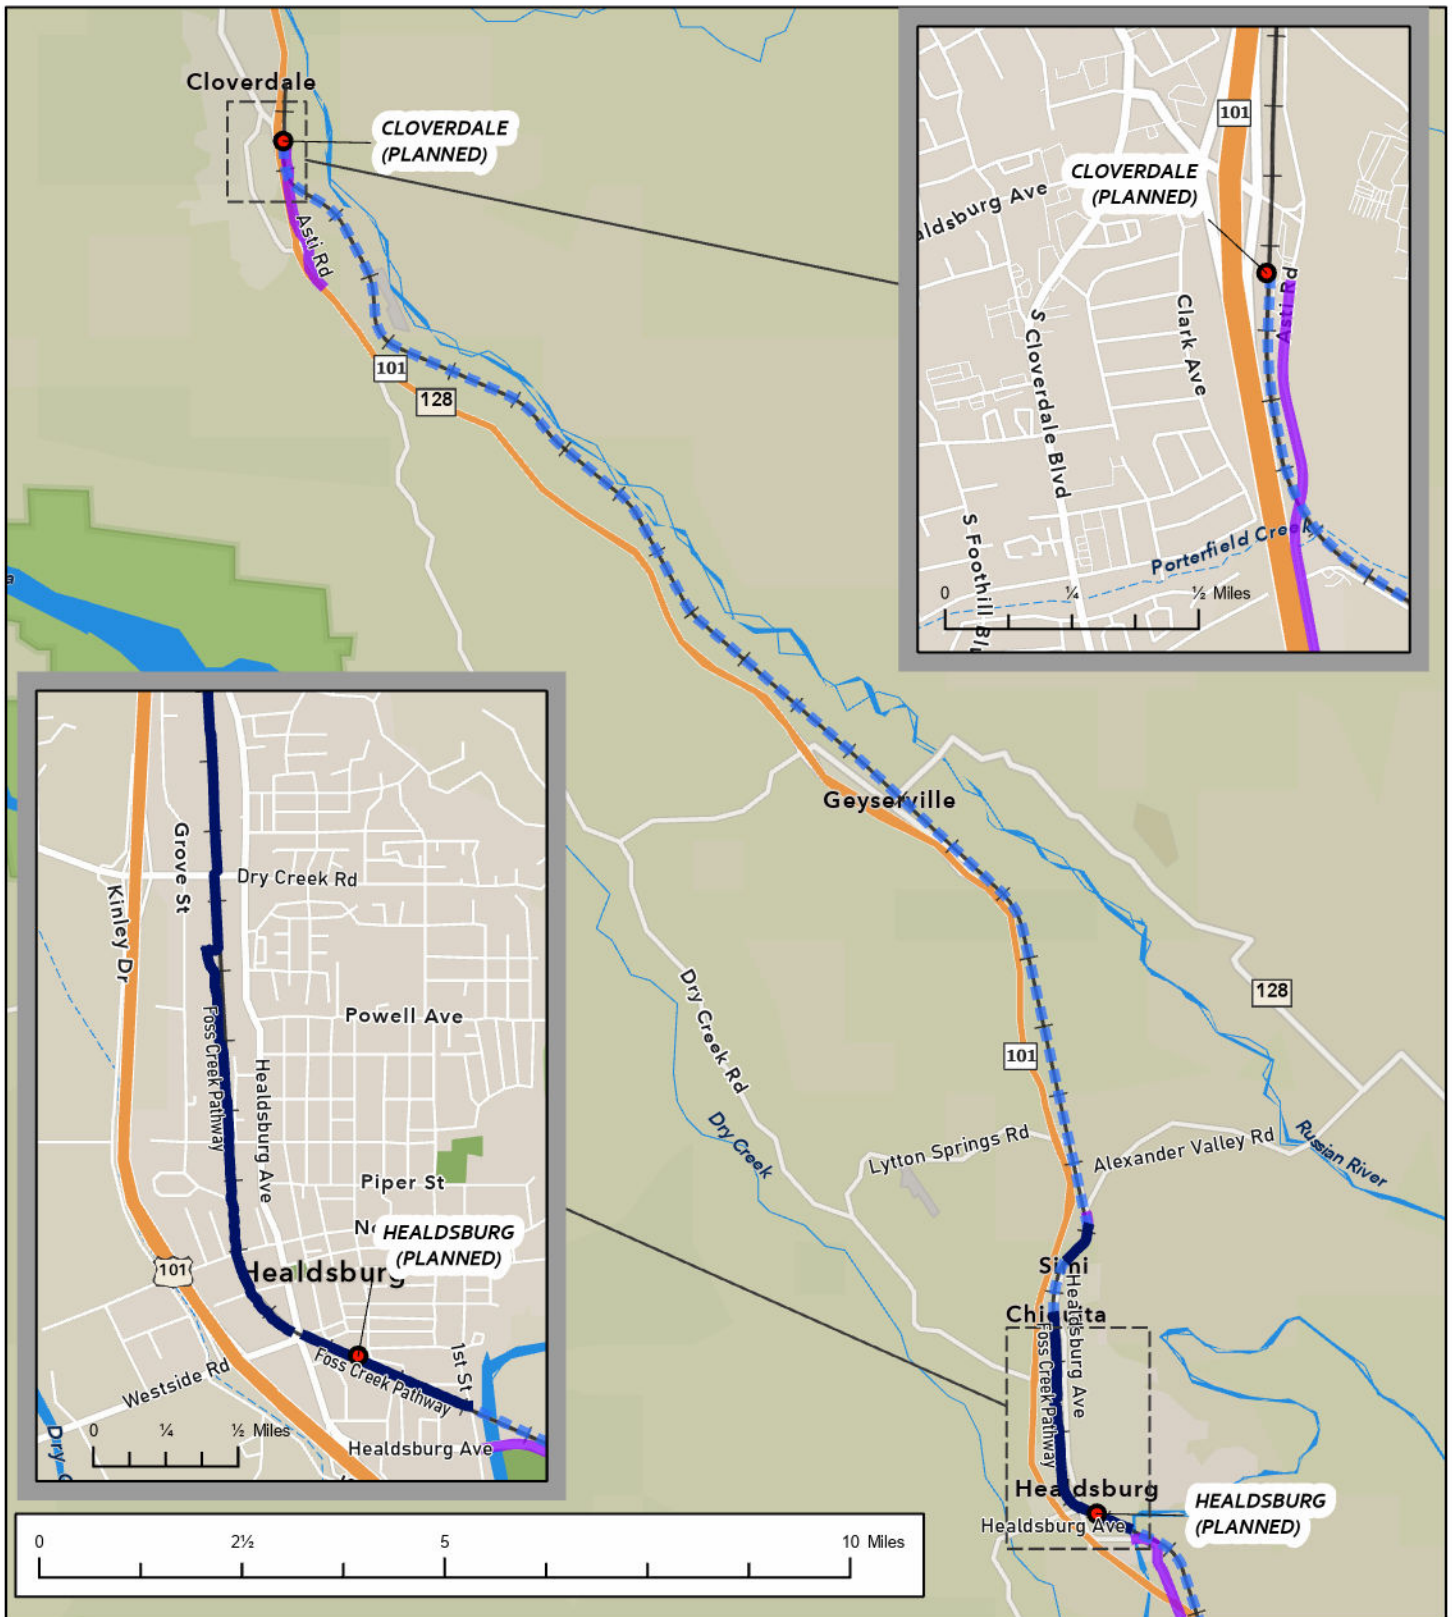 Cloverdale
CLOVERDALE
(PLANNED)
Asti Rd
101
128
101
CLOVERDALE
(PLANNED)
aldsburg Ave
S Cloverdale Blvd
Clark Ave
Asti Rd
S Foothill Bl
Porterfield Creek
0 ¼ ½ Miles
a
Geyserville
Dry Creek Rd
Dry Creek
128
101
Lytton Springs Rd
Alexander Valley Rd
Russian River
Simi
Chiquita
Healdsburg Ave
Foss Creek Pathway
Healdsburg
Healdsburg Ave
HEALDSBURG
(PLANNED)
Grove St
Dry Creek Rd
Kinley Dr
Foss Creek Pathway
Powell Ave
Healdsburg Ave
Piper St
HEALDSBURG
(PLANNED)
Healdsburg
101
Foss Creek Pathway
1st St
Westside Rd
0 ¼ ½ Miles
Healdsburg Ave
Dry C
0 2½ 5 10 Miles